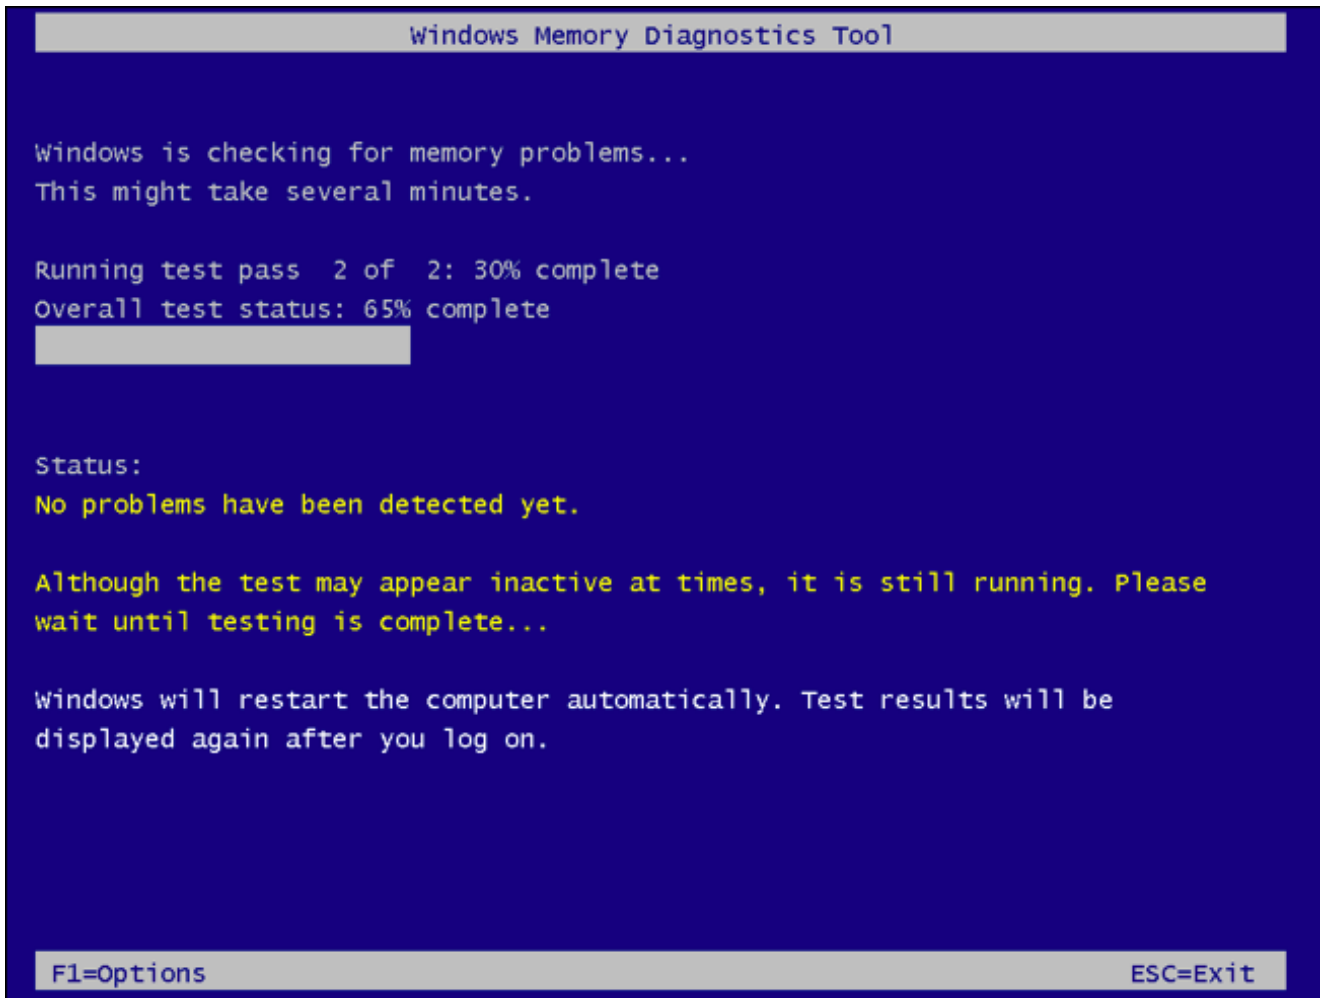 Windows Memory Diagnostics Tool
Windows is checking for memory problems...
This might take several minutes.
Running test pass  2 of  2: 30% complete
Overall test status: 65% complete
Status:
No problems have been detected yet.
Although the test may appear inactive at times, it is still running. Please
wait until testing is complete...
Windows will restart the computer automatically. Test results will be
displayed again after you log on.
F1=Options
ESC=Exit